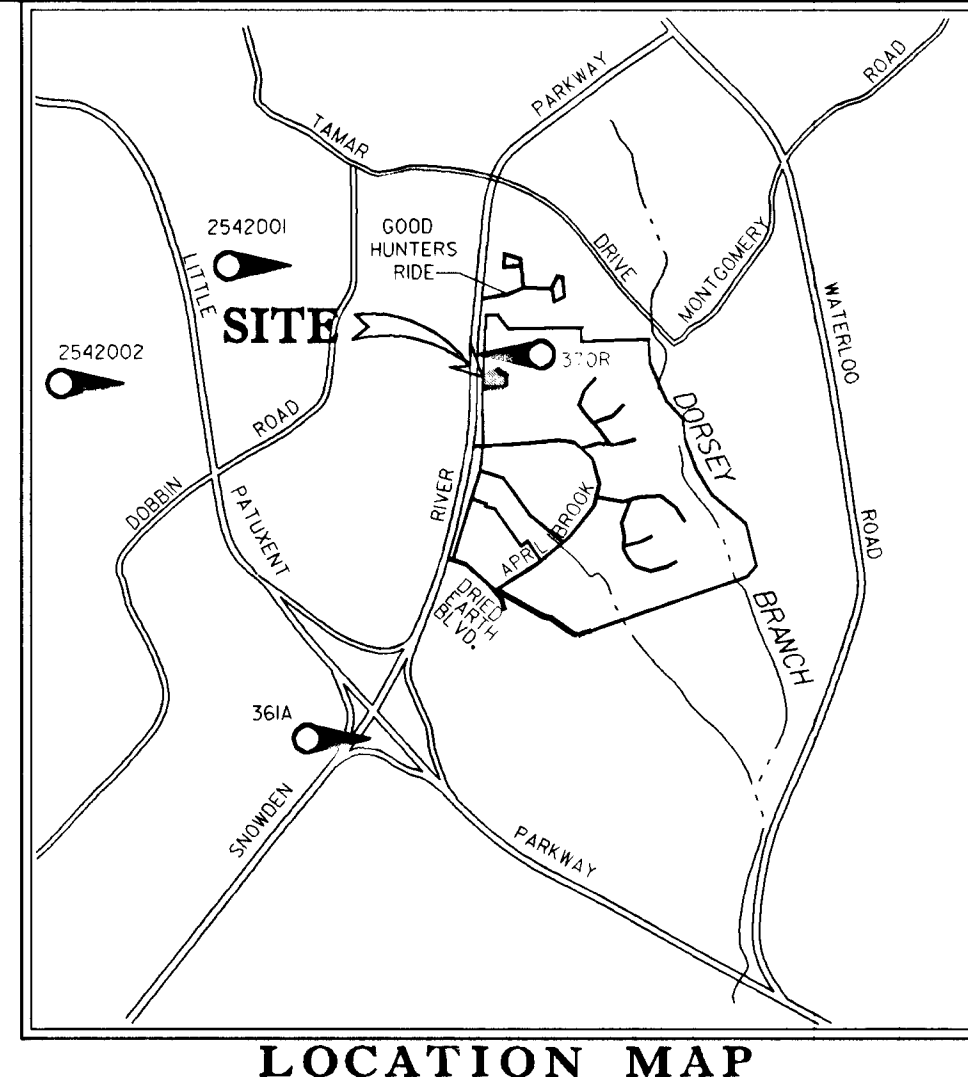 PARKWAY
ROAD
TAMAR
2542001
GOOD
HUNTERS
RIDE
LITTLE
DRIVE
MONTGOMERY
SITE
WATERLOO
2542002
370R
DORSEY
ROAD
DOBBIN
PATUXENT
RIVER
APRIL BROOK
ROAD
DRIED
EARTH
BLVD.
BRANCH
361A
SNOWDEN
PARKWAY
LOCATION MAP